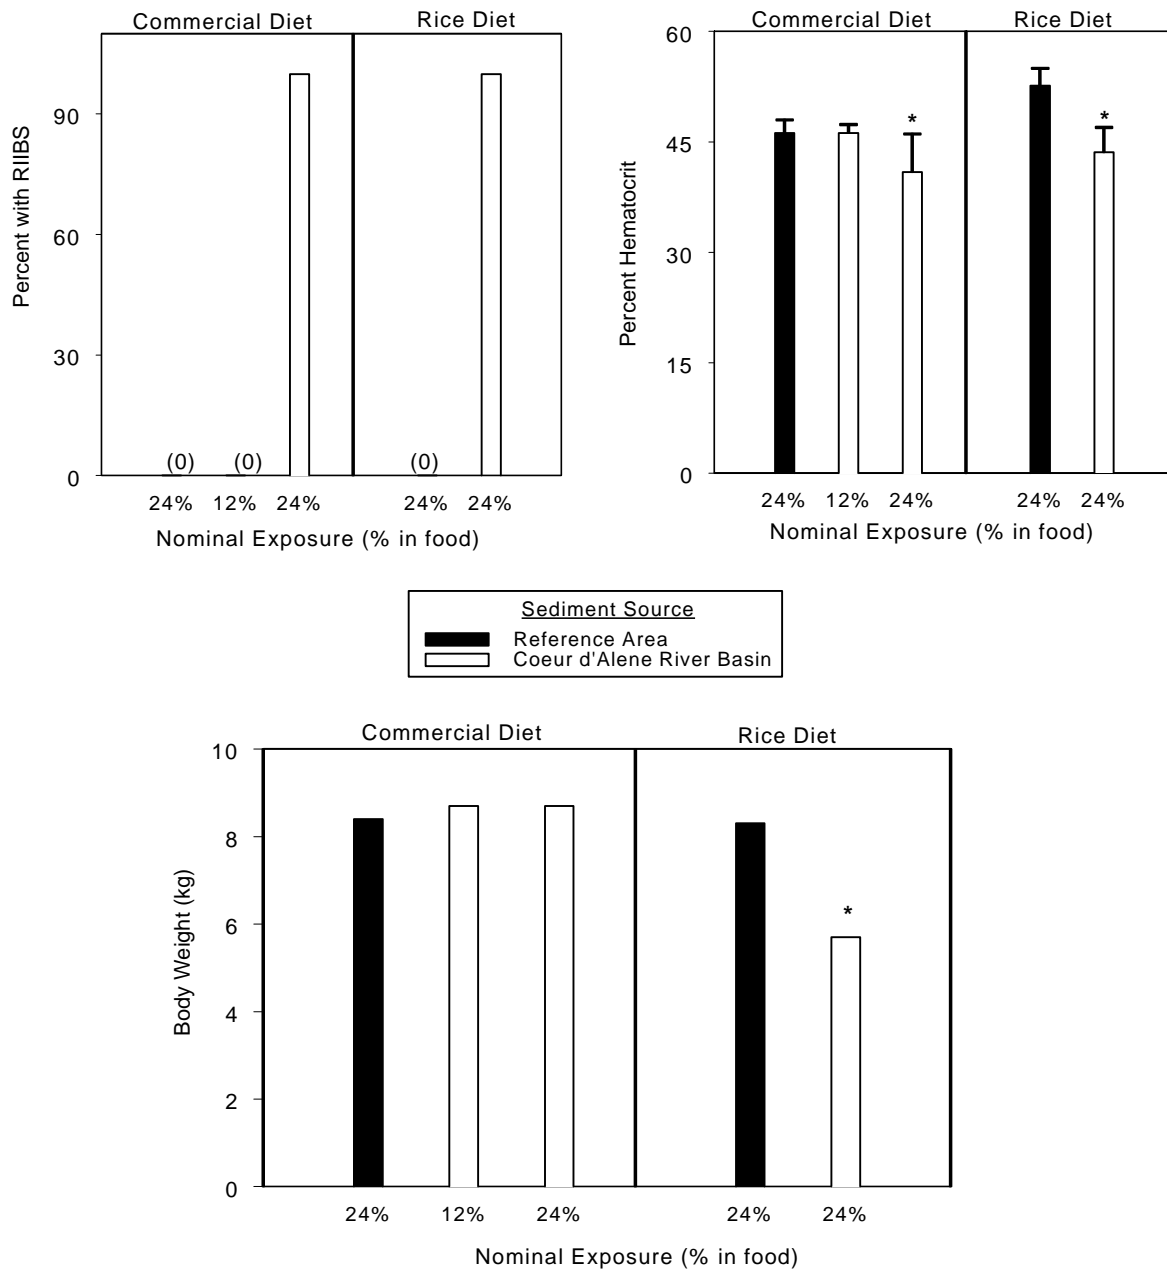 Commercial Diet Rice Diet
Percent with RIIBS
90
60
30
0
(0) (0) (0)
24% 12% 24% 24% 24%
Nominal Exposure (% in food)
Commercial Diet Rice Diet
Percent Hematocrit
60
45
30
15
0
* *
24% 12% 24% 24% 24%
Nominal Exposure (% in food)
Sediment Source
Reference Area
Coeur d'Alene River Basin
Commercial Diet Rice Diet
Body Weight (kg)
10
8
6
4
2
0
*
24% 12% 24% 24% 24%
Nominal Exposure (% in food)